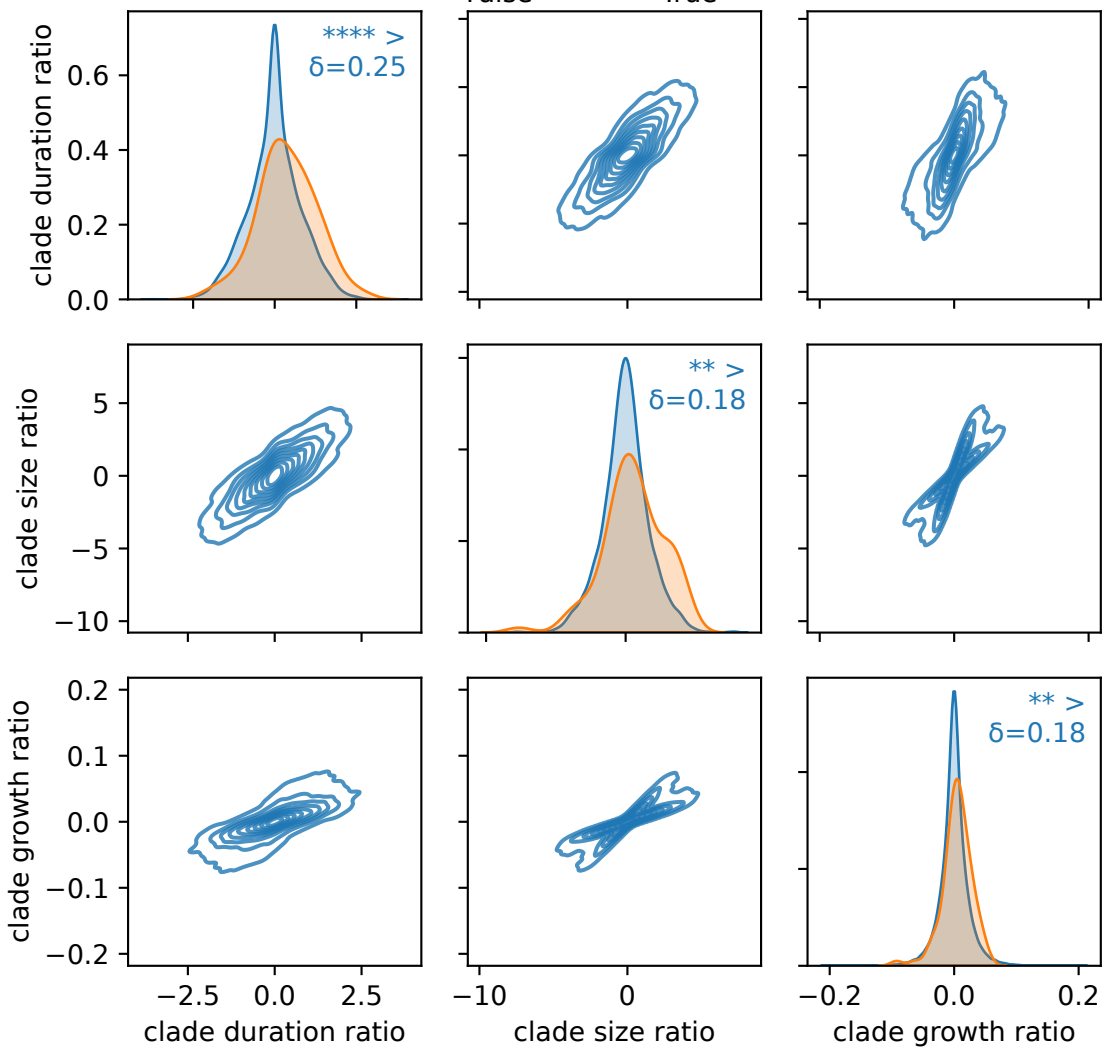 clade duration ratio
0.6
0.4
0.2
0.0
**** >
δ=0.25
clade size ratio
5
0
−5
−10
** >
δ=0.18
clade growth ratio
0.2
0.1
0.0
−0.1
−0.2
** >
δ=0.18
−2.5 0.0 2.5
−10 0
−0.2 0.0 0.2
clade duration ratio
clade size ratio
clade growth ratio